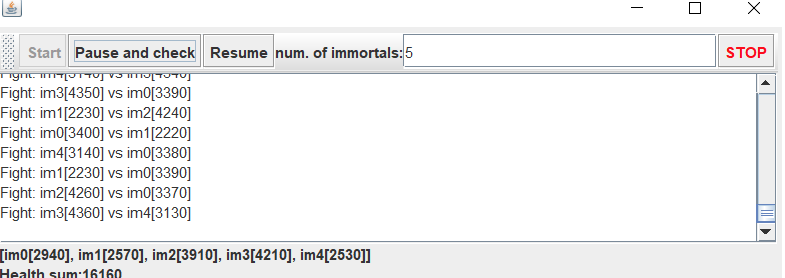 Start Pause and check Resume num. of immortals:5 STOP
Fight: im4[3140] vs im3[4340]
Fight: im3[4350] vs im0[3390]
Fight: im1[2230] vs im2[4240]
Fight: im0[3400] vs im1[2220]
Fight: im4[3140] vs im0[3380]
Fight: im1[2230] vs im0[3390]
Fight: im2[4260] vs im0[3370]
Fight: im3[4360] vs im4[3130]
[im0[2940], im1[2570], im2[3910], im3[4210], im4[2530]]
Health sum:16160